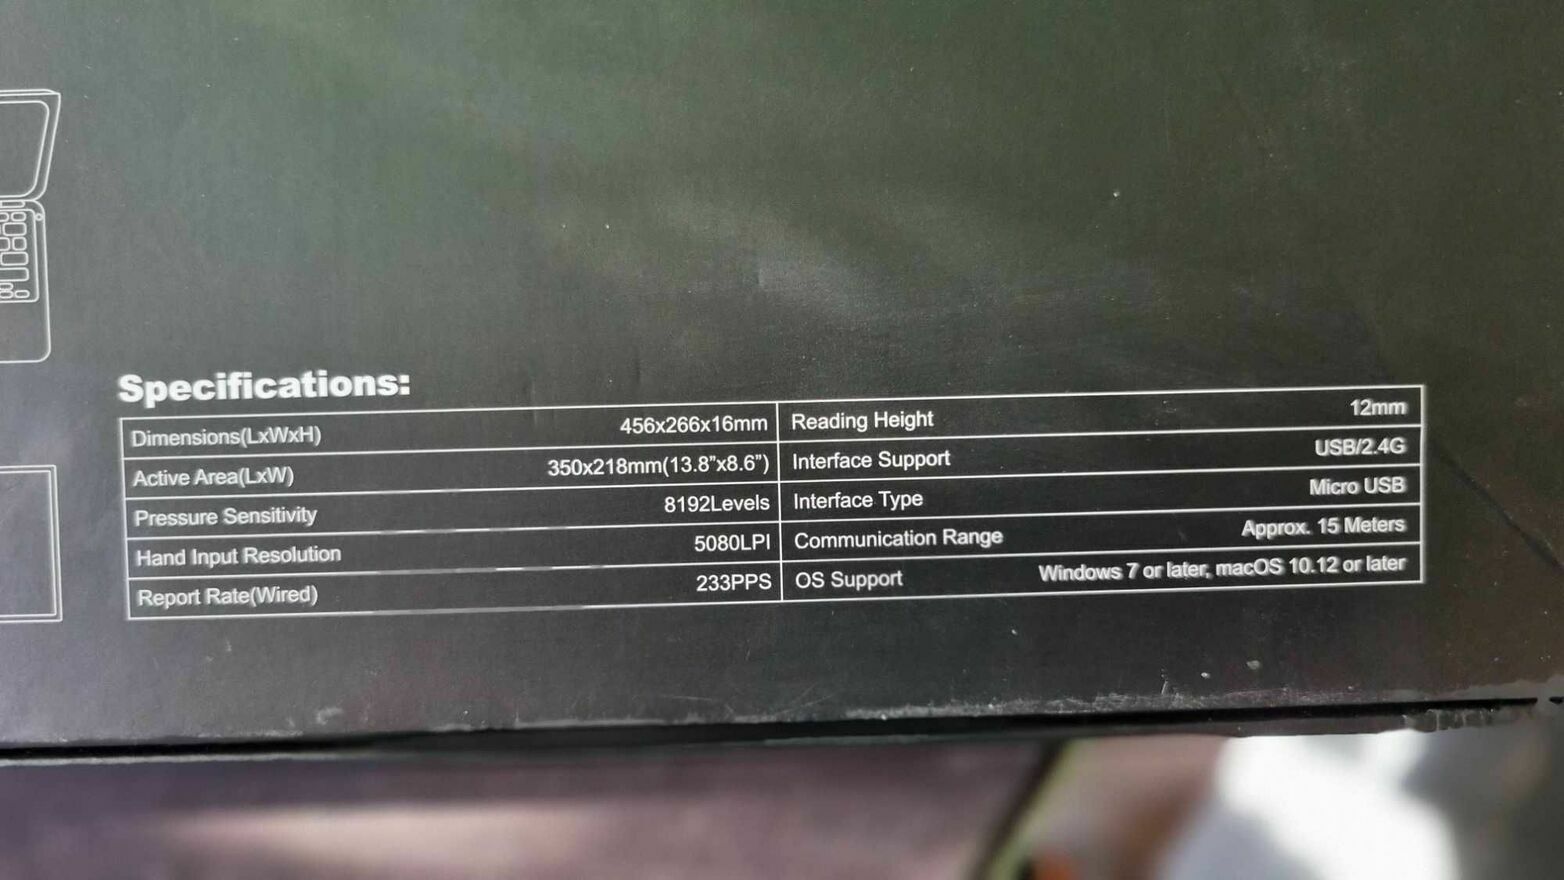 Specifications:
Dimensions(LxWxH) 456x266x16mm Reading Height 12mm
Active Area(LxW) 350x218mm(13.8”x8.6”) Interface Support USB/2.4G
Pressure Sensitivity 8192Levels Interface Type Micro USB
Hand Input Resolution 5080LPI Communication Range Approx. 15 Meters
Report Rate(Wired) 233PPS OS Support Windows 7 or later, macOS 10.12 or later